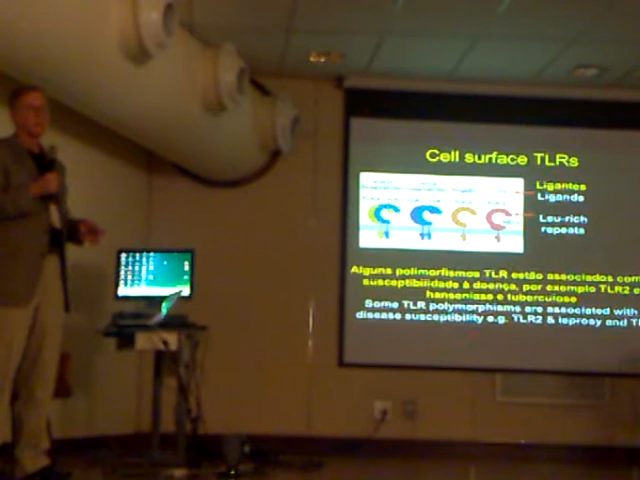 Cell surface TLRs
Ligantes
Ligands
Leu-rich
repeats
Alguns polimorfismos TLR estão associados com
susceptibilidade à doença, por exemplo TLR2 e
hanseníase e tuberculose
Some TLR polymorphisms are associated with
disease susceptibility e.g. TLR2 & leprosy and